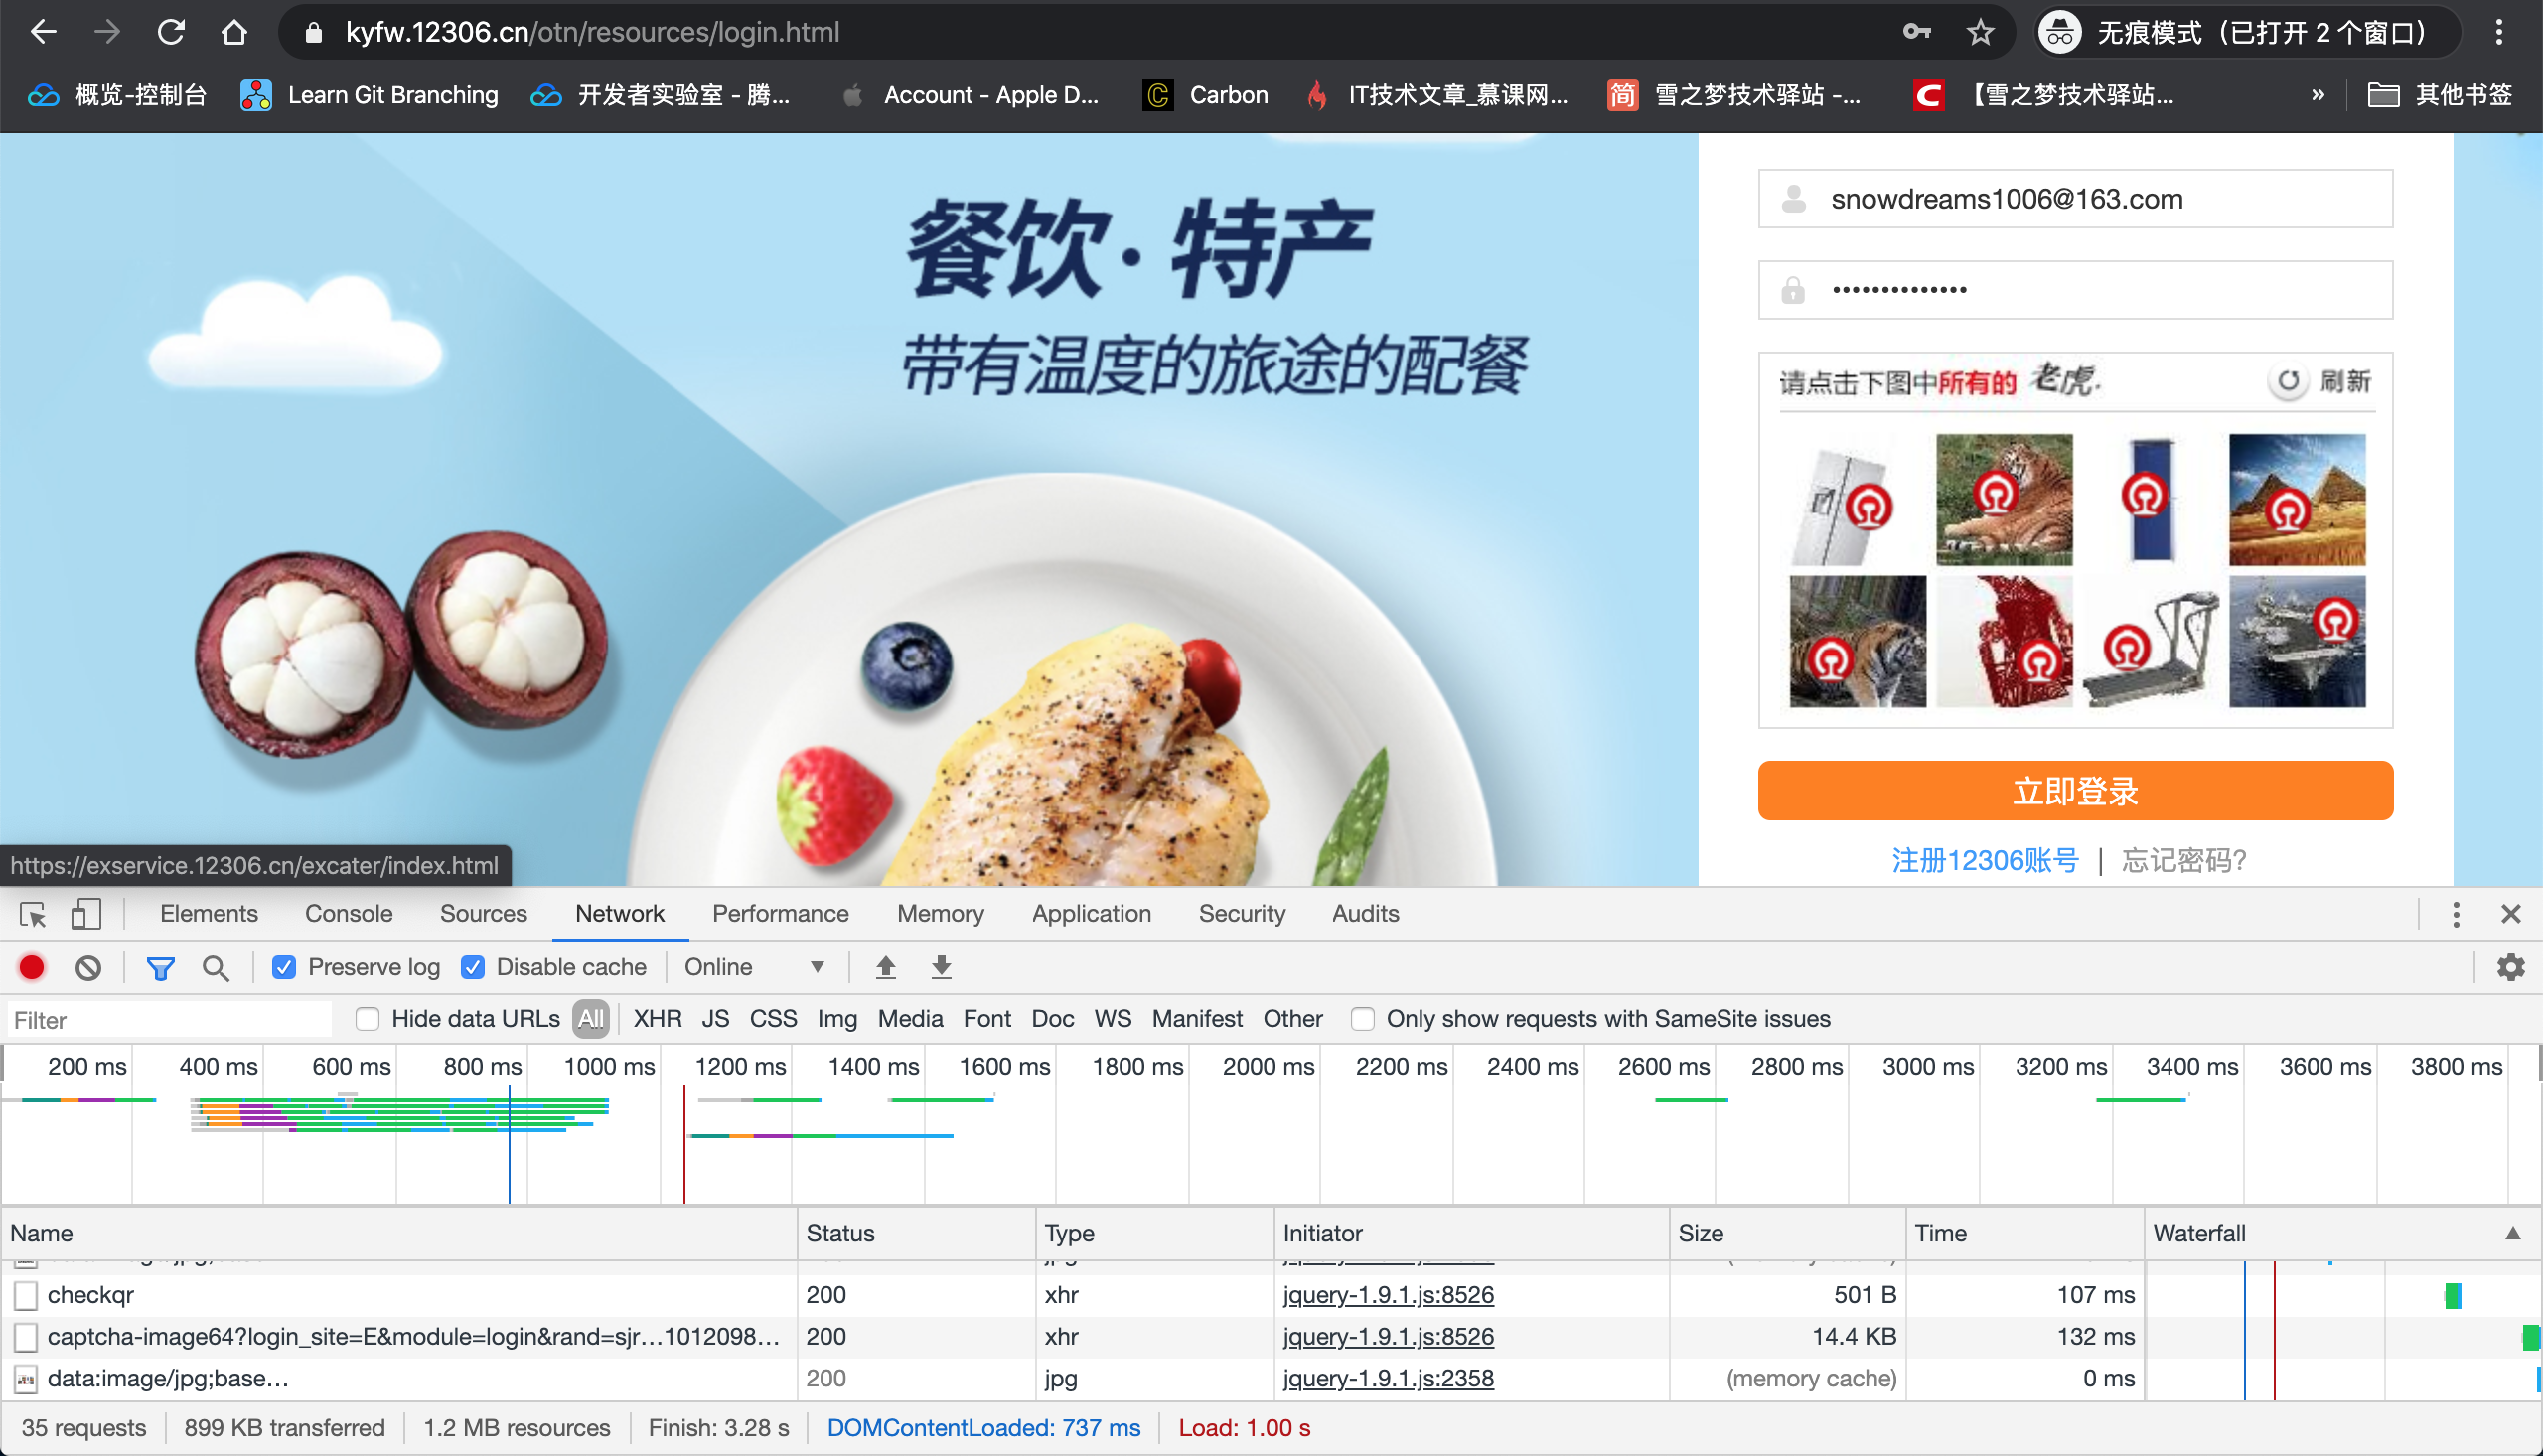 kyfw.12306.cn/otn/resources/login.html
无痕模式（已打开 2 个窗口）
概览-控制台
Learn Git Branching
开发者实验室 - 腾...
Account - Apple D...
Carbon
IT技术文章_慕课网...
简
雪之梦技术驿站 -...
【雪之梦技术驿站...
»
其他书签
餐饮·特产
带有温度的旅途的配餐
snowdreams1006@163.com
••••••••••••••
请点击下图中所有的 老虎.
刷新
立即登录
注册12306账号 | 忘记密码?
https://exservice.12306.cn/excater/index.html
Elements Console Sources Network Performance Memory Application Security Audits
Preserve log Disable cache Online
Filter Hide data URLs All XHR JS CSS Img Media Font Doc WS Manifest Other Only show requests with SameSite issues
200 ms 400 ms 600 ms 800 ms 1000 ms 1200 ms 1400 ms 1600 ms 1800 ms 2000 ms 2200 ms 2400 ms 2600 ms 2800 ms 3000 ms 3200 ms 3400 ms 3600 ms 3800 ms
Name Status Type Initiator Size Time Waterfall
checkqr 200 xhr jquery-1.9.1.js:8526 501 B 107 ms
captcha-image64?login_site=E&module=login&rand=sjr…1012098… 200 xhr jquery-1.9.1.js:8526 14.4 KB 132 ms
data:image/jpg;base… 200 jpg jquery-1.9.1.js:2358 (memory cache) 0 ms
35 requests 899 KB transferred 1.2 MB resources Finish: 3.28 s DOMContentLoaded: 737 ms Load: 1.00 s